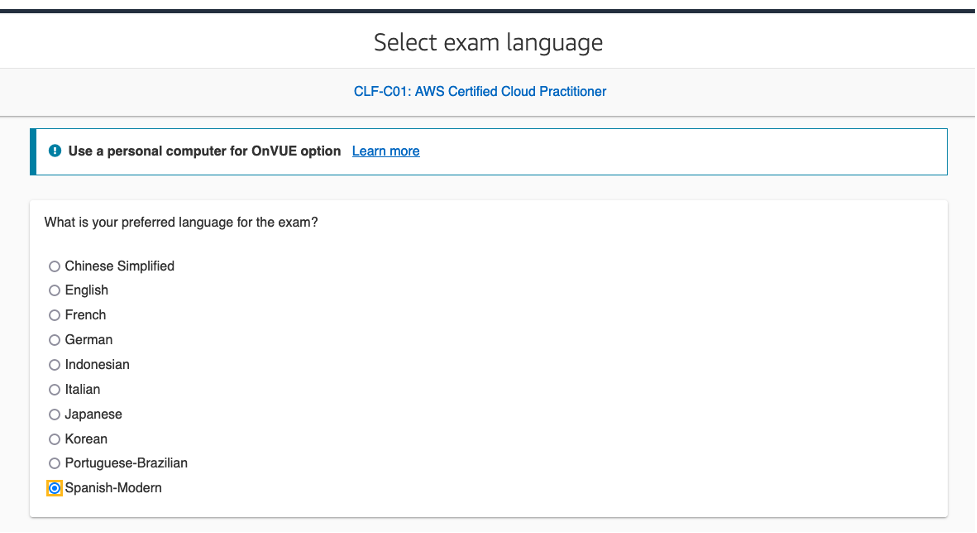 Select exam language
CLF-C01: AWS Certified Cloud Practitioner
Use a personal computer for OnVUE option Learn more
What is your preferred language for the exam?
Chinese Simplified
English
French
German
Indonesian
Italian
Japanese
Korean
Portuguese-Brazilian
Spanish-Modern